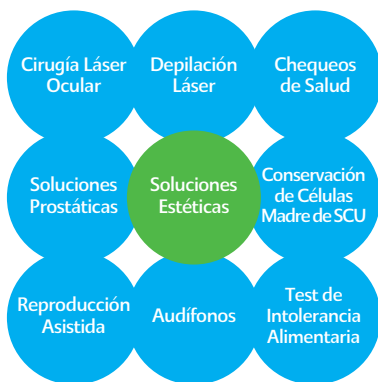 Cirugía Láser
Ocular
Depilación
Láser
Chequeos
de Salud
Soluciones
Prostáticas
Soluciones
Estéticas
Conservación
de Células
Madre de SCU
Reproducción
Asistida
Audífonos
Test de
Intolerancia
Alimentaria